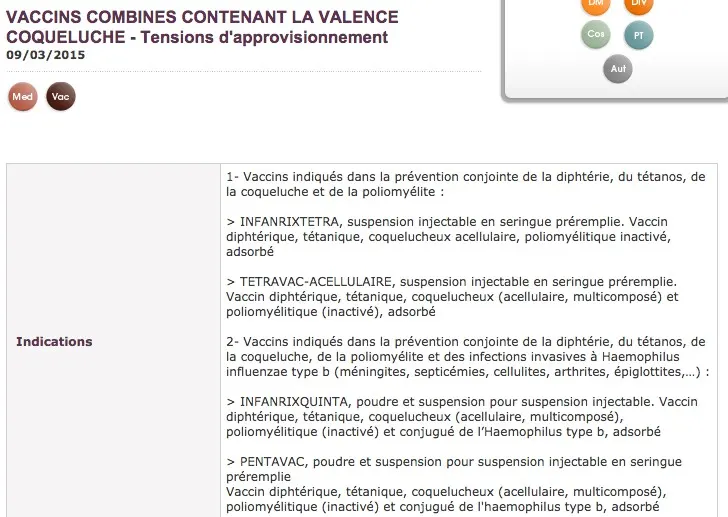 VACCINS COMBINES CONTENANT LA VALENCE
COQUELUCHE - Tensions d'approvisionnement
09/03/2015
Med
Vac
DM
DIV
Cos
PT
Aut
Indications
1- Vaccins indiqués dans la prévention conjointe de la diphtérie, du tétanos, de
la coqueluche et de la poliomyélite :
> INFANRIXTETRA, suspension injectable en seringue préremplie. Vaccin
diphtérique, tétanique, coquelucheux acellulaire, poliomyélitique inactivé,
adsorbé
> TETRAVAC-ACELLULAIRE, suspension injectable en seringue préremplie.
Vaccin diphtérique, tétanique, coquelucheux (acellulaire, multicomposé) et
poliomyélitique (inactivé), adsorbé
2- Vaccins indiqués dans la prévention conjointe de la diphtérie, du tétanos, de
la coqueluche, de la poliomyélite et des infections invasives à Haemophilus
influenzae type b (méningites, septicémies, cellulites, arthrites, épiglottites,…) :
> INFANRIXQUINTA, poudre et suspension pour suspension injectable. Vaccin
diphtérique, tétanique, coquelucheux (acellulaire, multicomposé),
poliomyélitique (inactivé) et conjugué de l’Haemophilus type b, adsorbé
> PENTAVAC, poudre et suspension pour suspension injectable en seringue
préremplie
Vaccin diphtérique, tétanique, coquelucheux (acellulaire, multicomposé),
poliomyélitique (inactivé) et conjugué de l'haemophilus type b, adsorbé